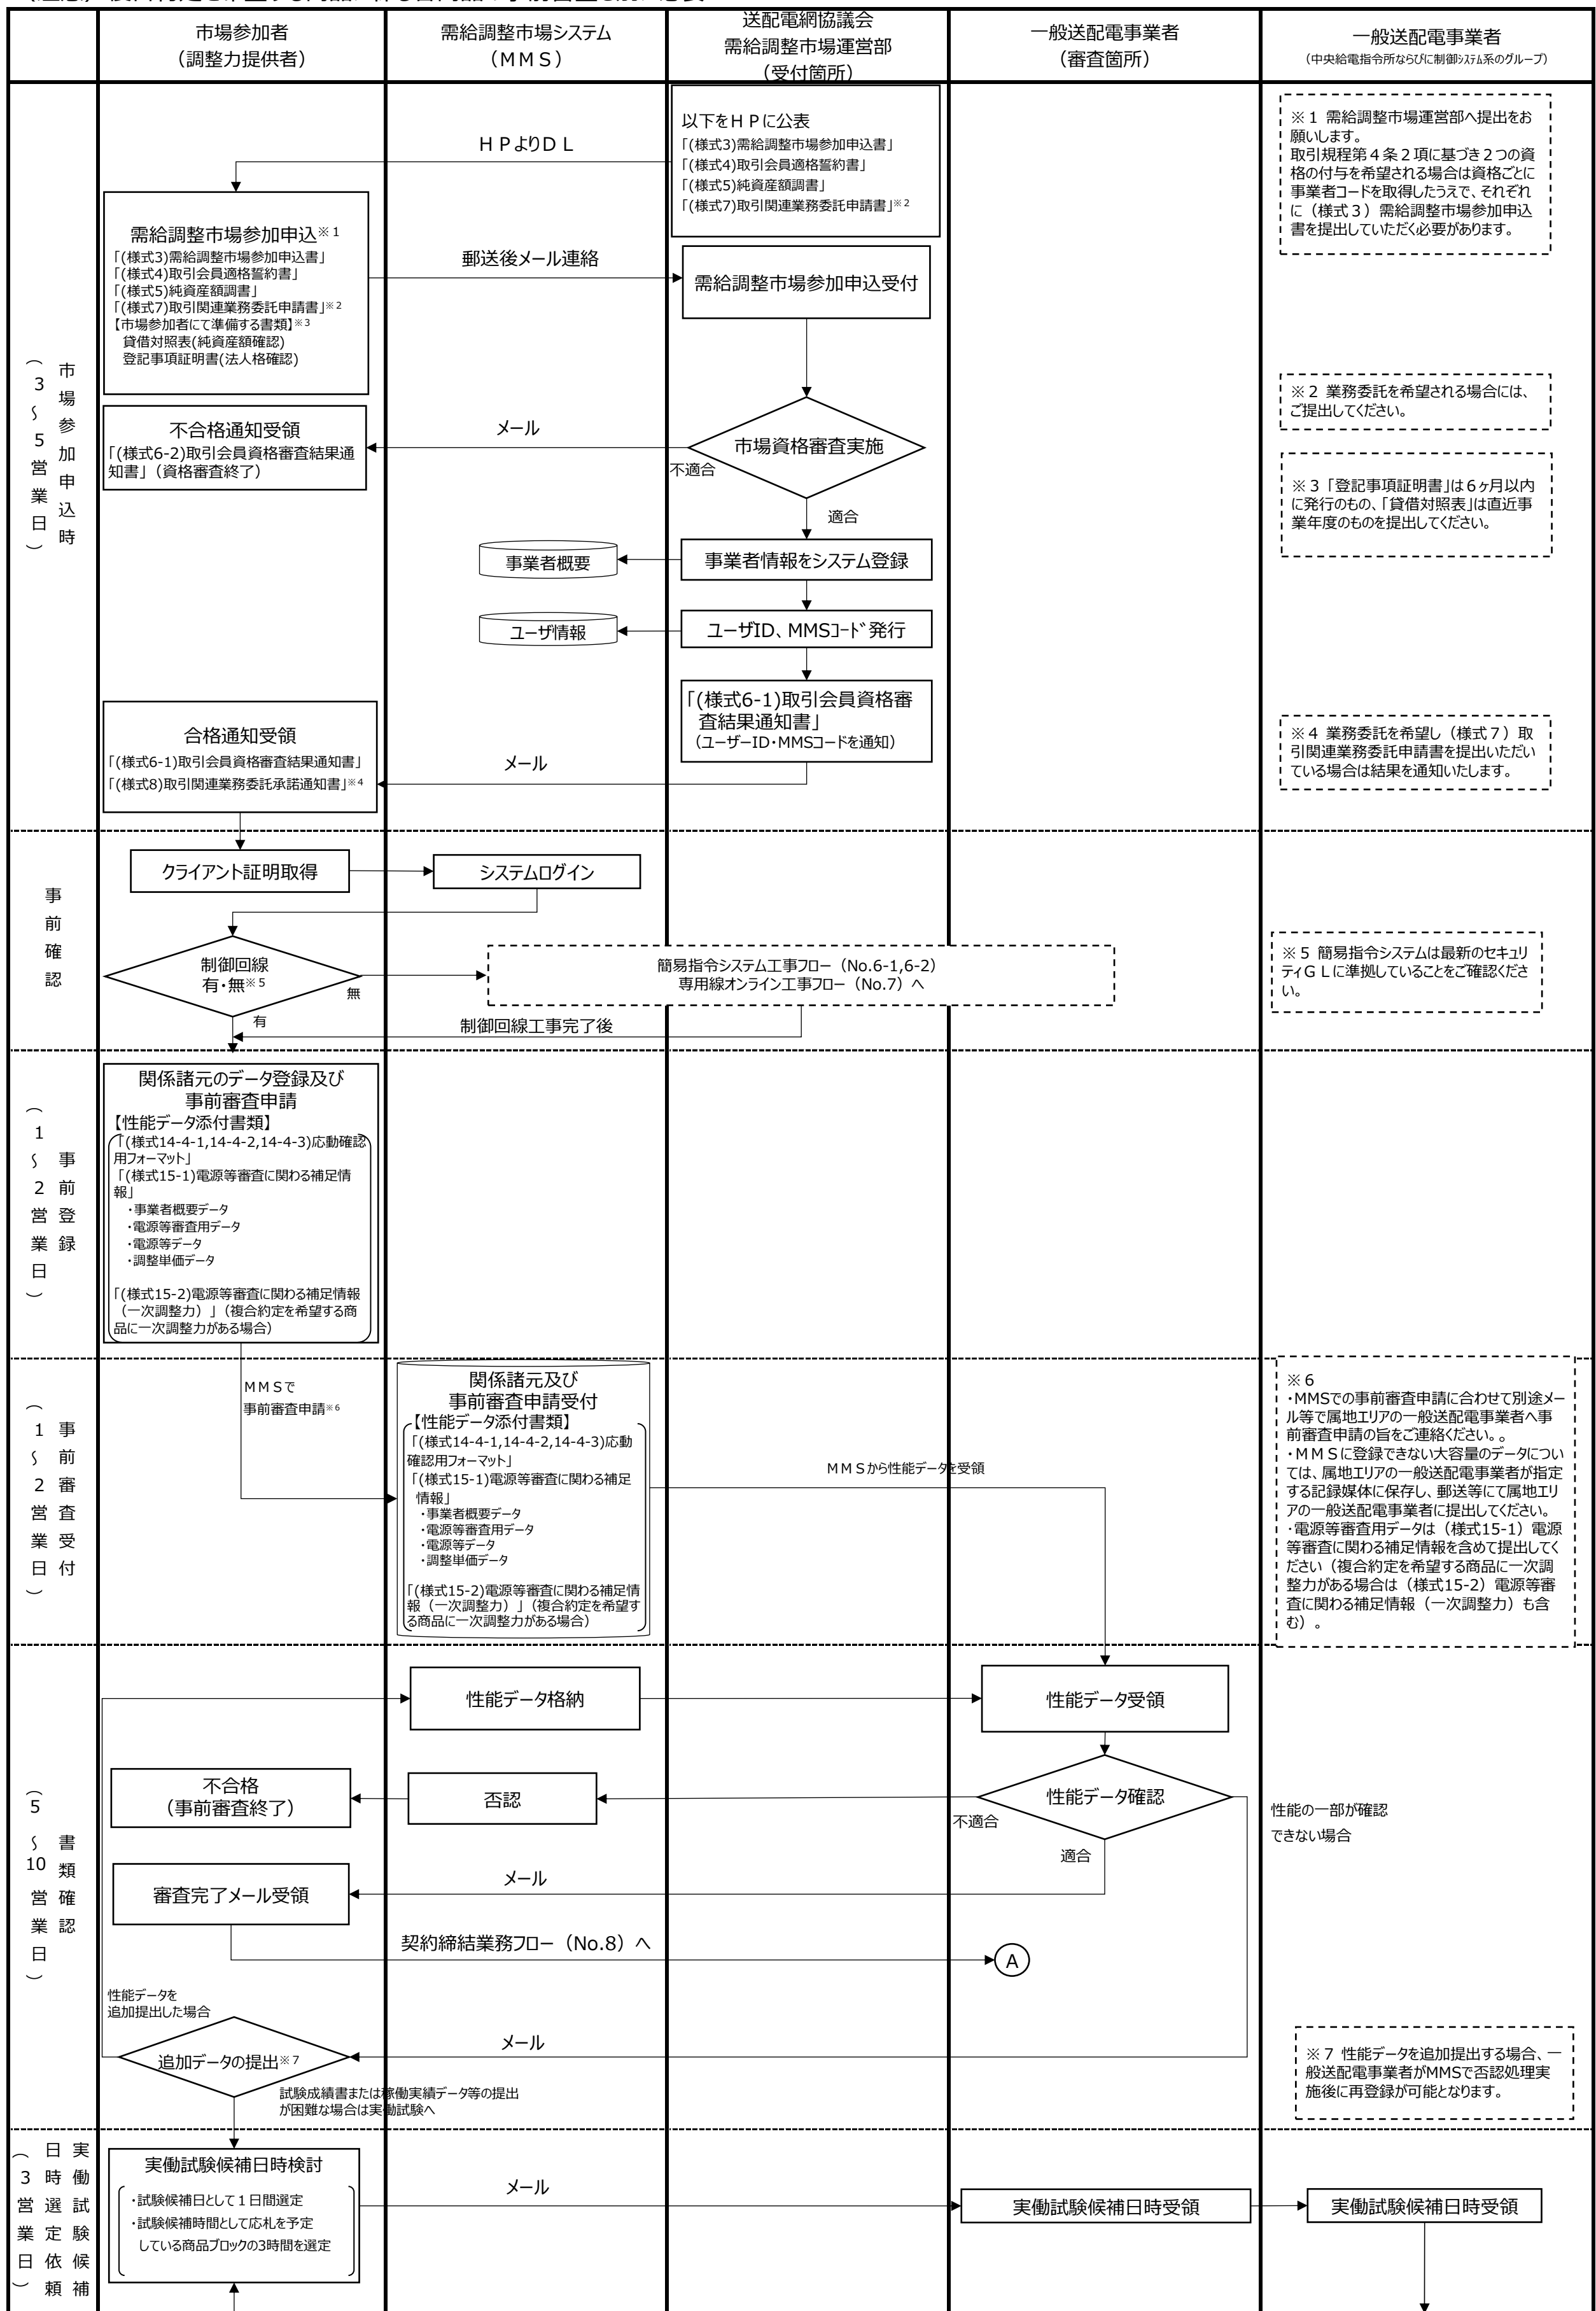 市場参加者
（調整力提供者）
需給調整市場システム
（ＭＭＳ）
送配電網協議会
需給調整市場運営部
（受付箇所）
一般送配電事業者
（審査箇所）
一般送配電事業者
（中央給電指令所ならびに制御システム系のグループ）
市場参加申込時
（3～5営業日）
以下をＨＰに公表
「(様式3)需給調整市場参加申込書」
「(様式4)取引会員適格誓約書」
「(様式5)純資産額調書」
「(様式7)取引関連業務委託申請書」※2
ＨＰよりＤＬ
※１ 需給調整市場運営部へ提出をお
願いします。
取引規程第４条２項に基づき２つの資
格の付与を希望される場合は資格ごとに
事業者コードを取得したうえで、それぞれ
に（様式３）需給調整市場参加申込
書を提出していただく必要があります。
需給調整市場参加申込※1
「(様式3)需給調整市場参加申込書」
「(様式4)取引会員適格誓約書」
「(様式5)純資産額調書」
「(様式7)取引関連業務委託申請書」※2
【市場参加者にて準備する書類】※3
貸借対照表(純資産額確認)
登記事項証明書(法人格確認)
郵送後メール連絡
需給調整市場参加申込受付
※２ 業務委託を希望される場合には、
ご提出してください。
不合格通知受領
「(様式6-2)取引会員資格審査結果通
知書」（資格審査終了）
メール
市場資格審査実施
不適合
適合
※３「登記事項証明書」は６ヶ月以内
に発行のもの、「貸借対照表」は直近事
業年度のものを提出してください。
事業者概要
事業者情報をシステム登録
ユーザ情報
ユーザID、MMSｺｰﾄﾞ発行
「(様式6-1)取引会員資格審
査結果通知書」
（ユーザーID・MMSコードを通知）
合格通知受領
「(様式6-1)取引会員資格審査結果通知書」
「(様式8)取引関連業務委託承諾通知書」※4
メール
※４ 業務委託を希望し（様式７）取
引関連業務委託申請書を提出いただい
ている場合は結果を通知いたします。
事前確認
クライアント証明取得
システムログイン
制御回線
有・無※5
無
有
簡易指令システム工事フロー（No.6-1,6-2）
専用線オンライン工事フロー（No.7）へ
制御回線工事完了後
※５ 簡易指令システムは最新のセキュリ
ティＧＬに準拠していることをご確認くださ
い。
事前登録
（1～2営業日）
関係諸元のデータ登録及び
事前審査申請
【性能データ添付書類】
「(様式14-4-1,14-4-2,14-4-3)応動確認
用フォーマット」
「(様式15-1)電源等審査に関わる補足情
報」
・事業者概要データ
・電源等審査用データ
・電源等データ
・調整単価データ
「(様式15-2)電源等審査に関わる補足情報
（一次調整力）」（複合約定を希望する商
品に一次調整力がある場合）
事前審査受付
（1～2営業日）
ＭＭＳで
事前審査申請※6
関係諸元及び
事前審査申請受付
【性能データ添付書類】
「(様式14-4-1,14-4-2,14-4-3)応動
確認用フォーマット」
「(様式15-1)電源等審査に関わる補足
情報」
・事業者概要データ
・電源等審査用データ
・電源等データ
・調整単価データ
「(様式15-2)電源等審査に関わる補足情
報（一次調整力）」（複合約定を希望す
る商品に一次調整力がある場合）
ＭＭＳから性能データを受領
※６
・MMSでの事前審査申請に合わせて別途メー
ル等で属地エリアの一般送配電事業者へ事
前審査申請の旨をご連絡ください。。
・ＭＭＳに登録できない大容量のデータについ
ては、属地エリアの一般送配電事業者が指定
する記録媒体に保存し、郵送等にて属地エリ
アの一般送配電事業者に提出してください。
・電源等審査用データは（様式15-1）電源
等審査に関わる補足情報を含めて提出してく
ださい（複合約定を希望する商品に一次調
整力がある場合は（様式15-2）電源等審
査に関わる補足情報（一次調整力）も含
む）。
書類確認
（5～10営業日）
性能データ格納
性能データ受領
不合格
（事前審査終了）
否認
性能データ確認
不適合
適合
性能の一部が確認
できない場合
審査完了メール受領
メール
契約締結業務フロー（No.8）へ
A
性能データを
追加提出した場合
追加データの提出※7
メール
試験成績書または稼働実績データ等の提出
が困難な場合は実働試験へ
※７ 性能データを追加提出する場合、一
般送配電事業者がMMSで否認処理実
施後に再登録が可能となります。
実働試験候補
日時選定依頼
（3営業日）
実働試験候補日時検討
・試験候補日として１日間選定
・試験候補時間として応札を予定
している商品ブロックの3時間を選定
メール
実働試験候補日時受領
実働試験候補日時受領